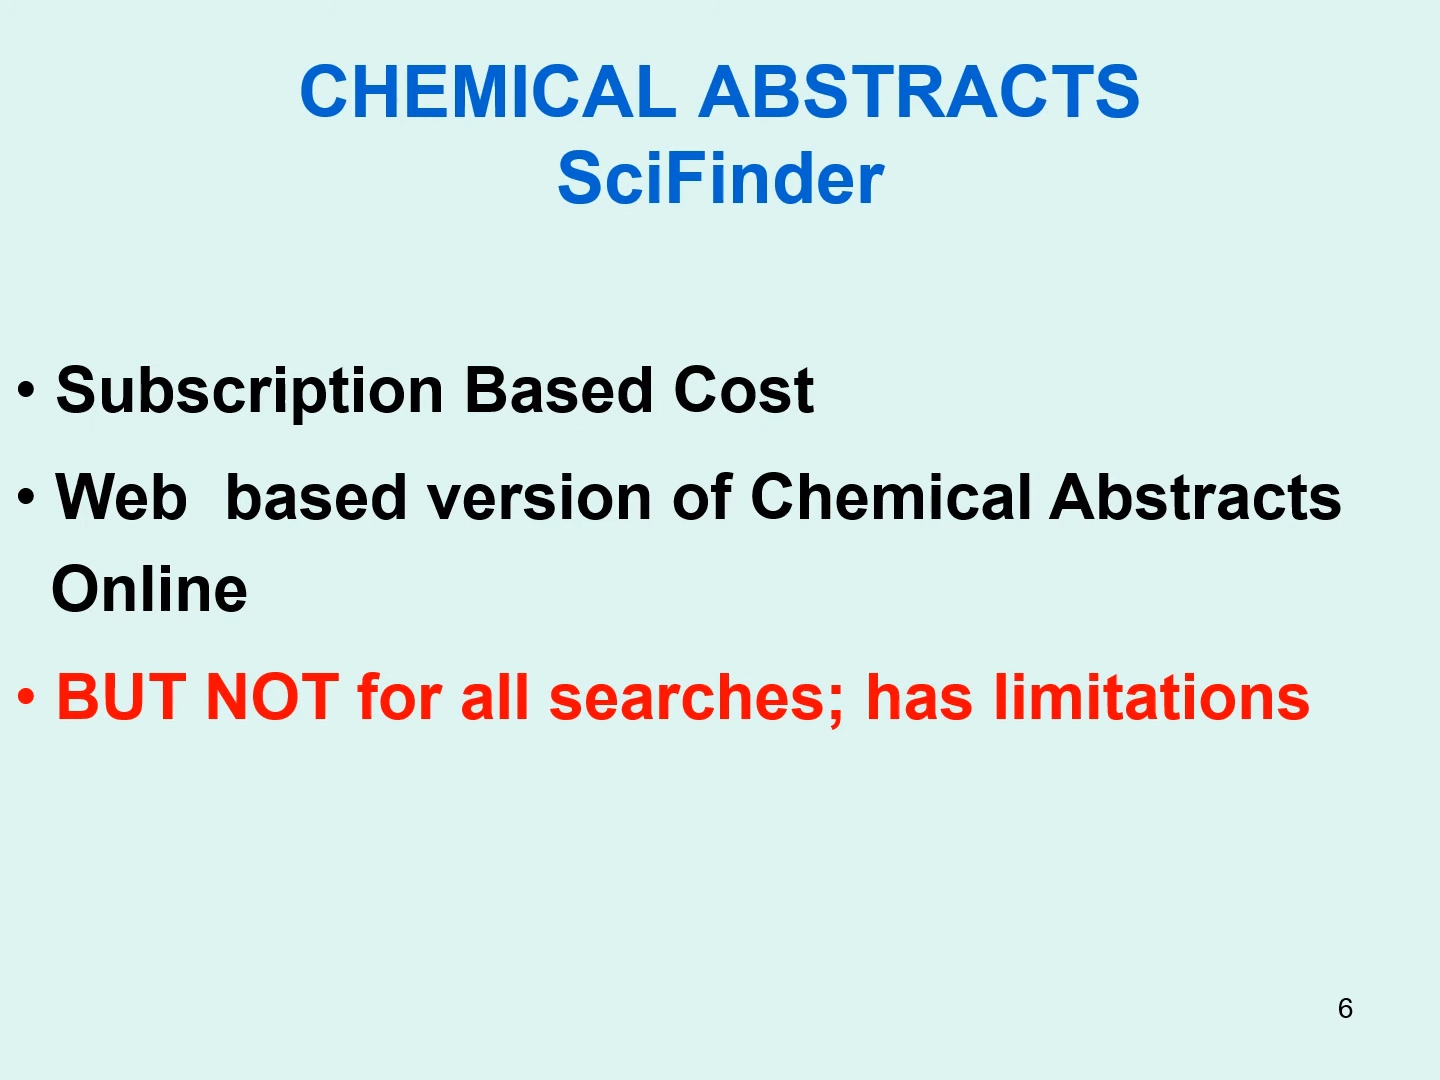 CHEMICAL ABSTRACTS
SciFinder
• Subscription Based Cost
• Web  based version of Chemical Abstracts
Online
• BUT NOT for all searches; has limitations
6